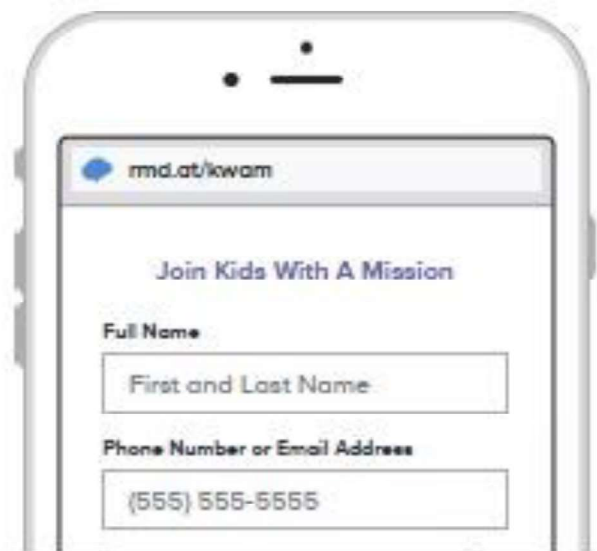 rmd.at/kwam
Join Kids With A Mission
Full Name
First and Last Name
Phone Number or Email Address
(555) 555-5555